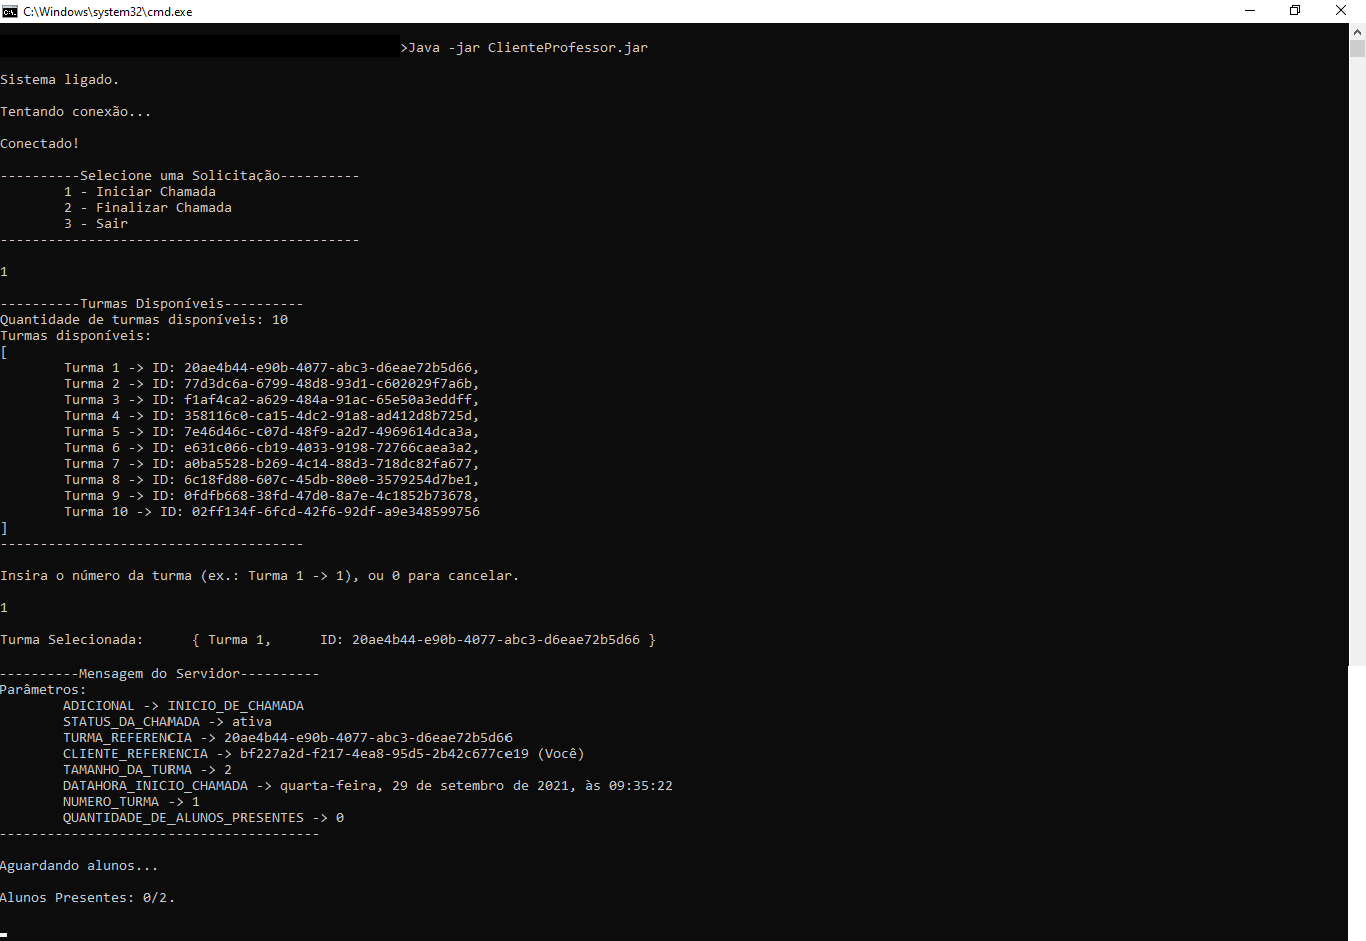 C:\Windows\system32\cmd.exe
>Java -jar ClienteProfessor.jar
Sistema ligado.
Tentando conexão...
Conectado!
----------Selecione uma Solicitação----------
1 - Iniciar Chamada
2 - Finalizar Chamada
3 - Sair
---------------------------------------------
1
----------Turmas Disponíveis----------
Quantidade de turmas disponíveis: 10
Turmas disponíveis:
[
Turma 1 -> ID: 20ae4b44-e90b-4077-abc3-d6eae72b5d66,
Turma 2 -> ID: 77d3dc6a-6799-48d8-93d1-c602029f7a6b,
Turma 3 -> ID: f1af4ca2-a629-484a-91ac-65e50a3eddff,
Turma 4 -> ID: 358116c0-ca15-4dc2-91a8-ad412d8b725d,
Turma 5 -> ID: 7e46d46c-c07d-48f9-a2d7-4969614dca3a,
Turma 6 -> ID: e631c066-cb19-4033-9198-72766caea3a2,
Turma 7 -> ID: a0ba5528-b269-4c14-88d3-718dc82fa677,
Turma 8 -> ID: 6c18fd80-607c-45db-80e0-3579254d7be1,
Turma 9 -> ID: 0fdfb668-38fd-47d0-8a7e-4c1852b73678,
Turma 10 -> ID: 02ff134f-6fcd-42f6-92df-a9e348599756
]
--------------------------------------
Insira o número da turma (ex.: Turma 1 -> 1), ou 0 para cancelar.
1
Turma Selecionada:      { Turma 1,      ID: 20ae4b44-e90b-4077-abc3-d6eae72b5d66 }
----------Mensagem do Servidor----------
Parâmetros:
ADICIONAL -> INICIO_DE_CHAMADA
STATUS_DA_CHAMADA -> ativa
TURMA_REFERENCIA -> 20ae4b44-e90b-4077-abc3-d6eae72b5d66
CLIENTE_REFERENCIA -> bf227a2d-f217-4ea8-95d5-2b42c677ce19 (Você)
TAMANHO_DA_TURMA -> 2
DATAHORA_INICIO_CHAMADA -> quarta-feira, 29 de setembro de 2021, às 09:35:22
NUMERO_TURMA -> 1
QUANTIDADE_DE_ALUNOS_PRESENTES -> 0
----------------------------------------
Aguardando alunos...
Alunos Presentes: 0/2.